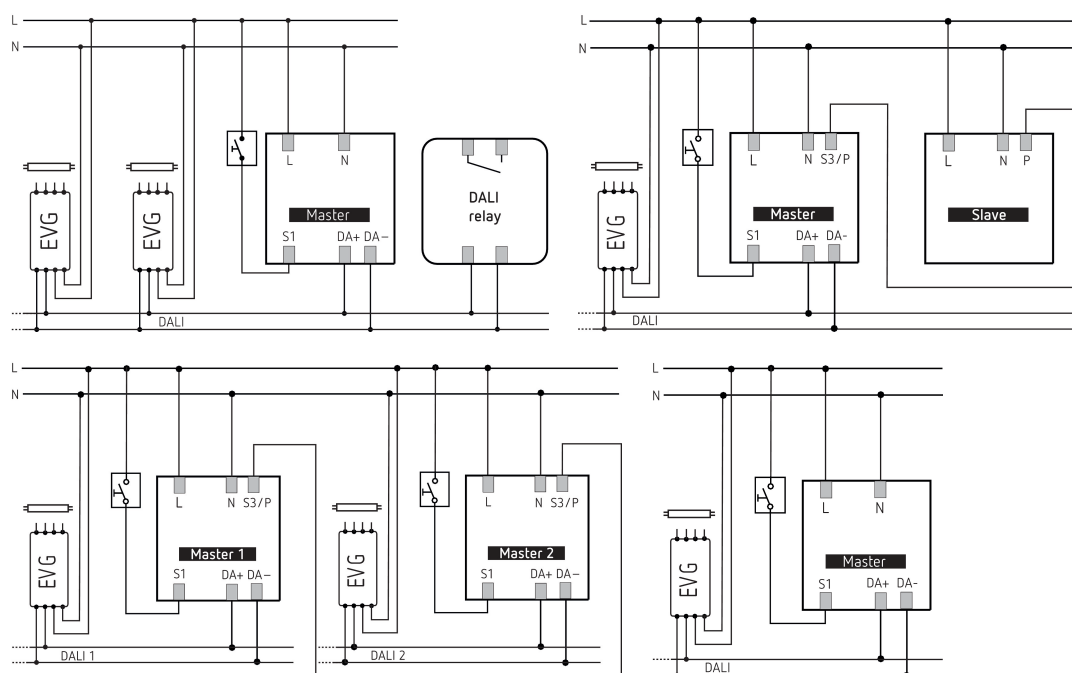 L
N
EVG
EVG
L N
Master
S1 DA+ DA−
DALI
relay
DALI
L
N
EVG
L N S3/P
Master
S1 DA+ DA-
L N P
Slave
DALI
L
N
EVG
L N S3/P
Master 1
S1 DA+ DA−
DALI 1
EVG
L N S3/P
Master 2
S1 DA+ DA−
DALI 2
L
N
EVG
L N
Master
S1 DA+ DA-
DALI